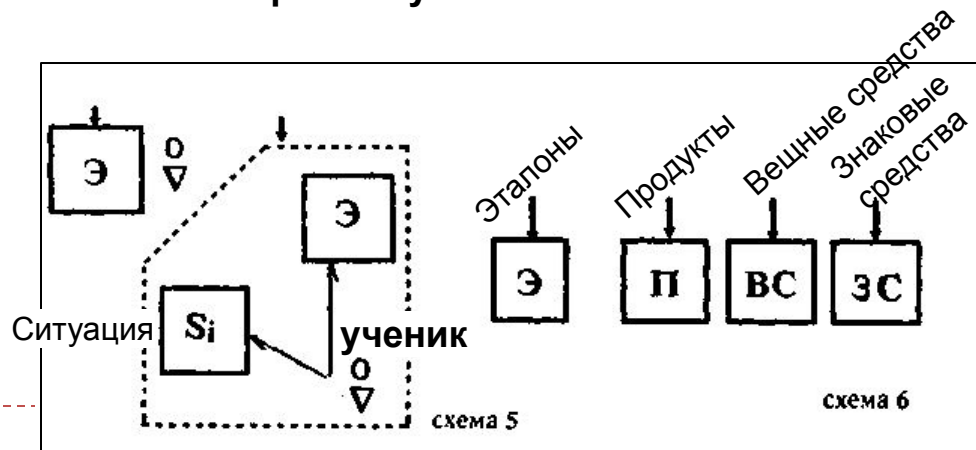 Э
Э
Si
Ситуация
ученик
схема 5
Эталоны
Продукты
Вещные средства
Знаковые
средства
Э
П
ВС
ЗС
схема 6